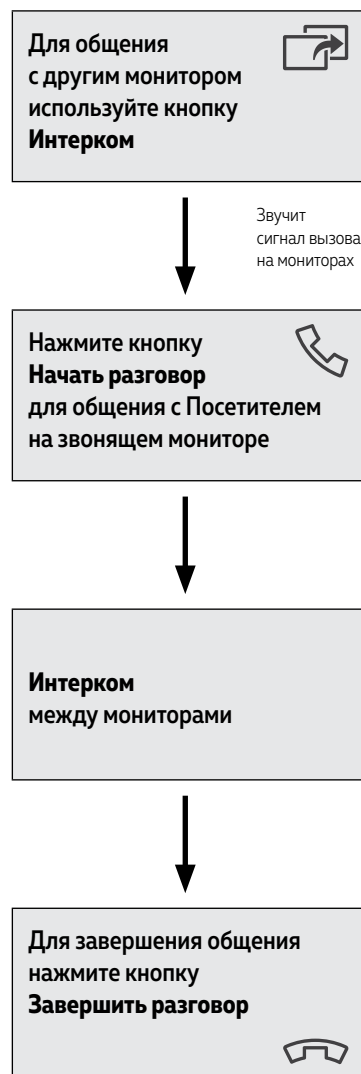 Для общения
с другим монитором
используйте кнопку
Интерком
Звучит
сигнал вызова
на мониторах
Нажмите кнопку
Начать разговор
для общения с Посетителем
на звонящем мониторе
Интерком
между мониторами
Для завершения общения
нажмите кнопку
Завершить разговор